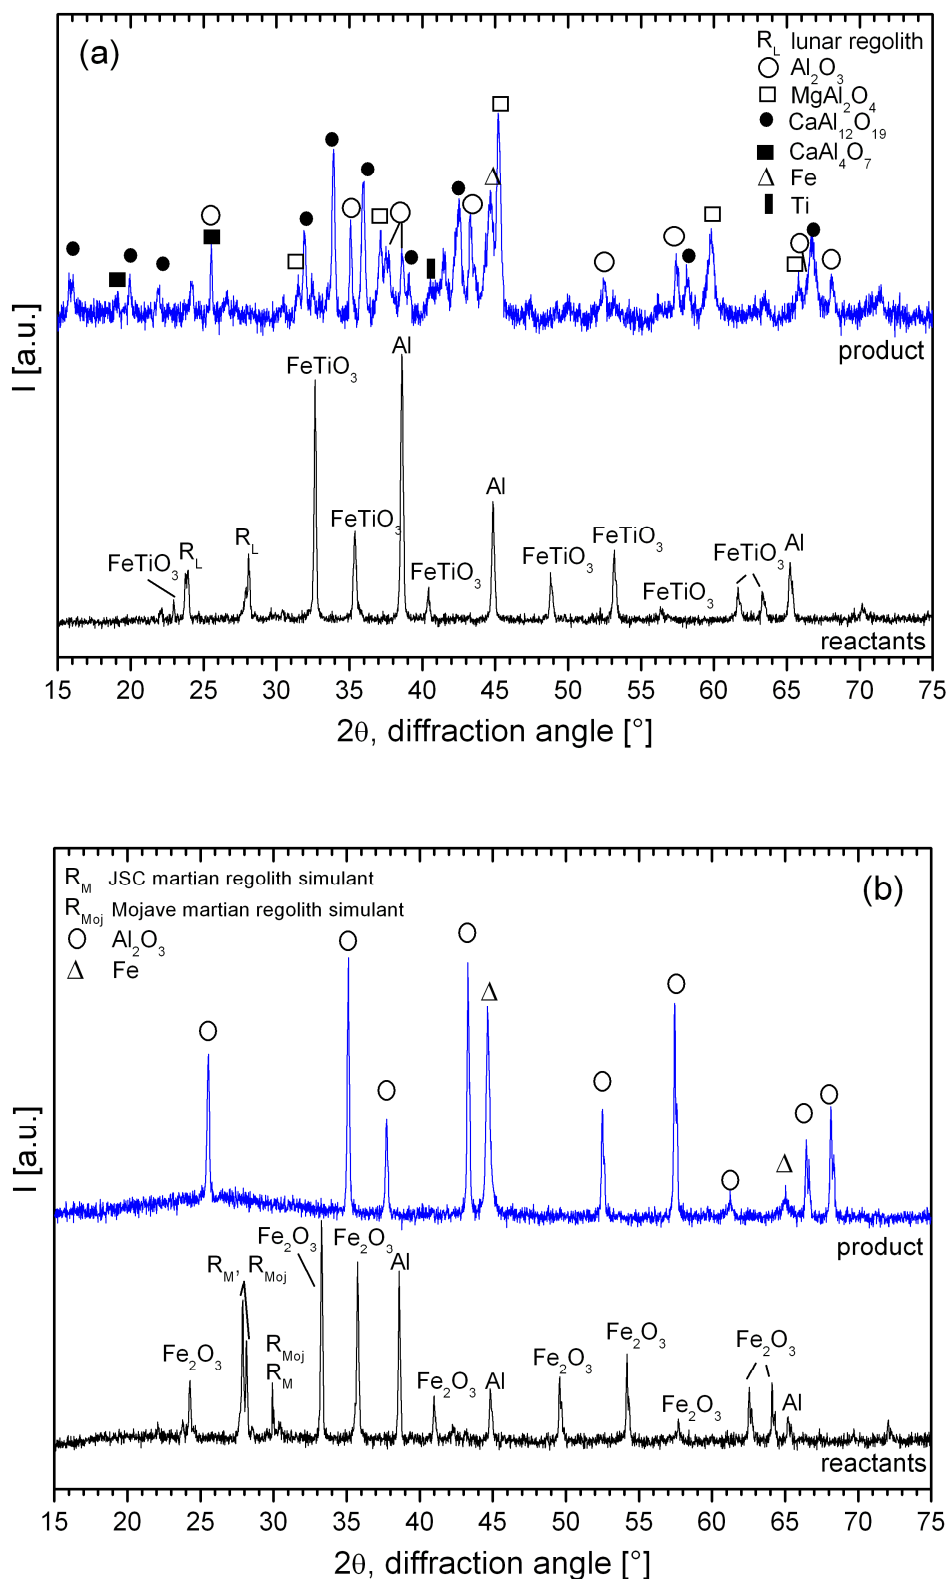 (a)
R_L lunar regolith
Al₂O₃
MgAl₂O₄
CaAl₁₂O₁₉
CaAl₄O₇
Fe
Ti
I [a.u.]
product
FeTiO₃
Al
FeTiO₃
R_L
R_L
FeTiO₃
FeTiO₃
Al
FeTiO₃
FeTiO₃
FeTiO₃
FeTiO₃
Al
reactants
15 20 25 30 35 40 45 50 55 60 65 70 75
2θ, diffraction angle [°]
(b)
R_M JSC martian regolith simulant
R_Moj Mojave martian regolith simulant
Al₂O₃
Fe
I [a.u.]
product
Fe₂O₃
R_M, R_Moj
Fe₂O₃
R_Moj
R_M
Fe₂O₃
Al
Fe₂O₃
Al
Fe₂O₃
Fe₂O₃
Fe₂O₃
Fe₂O₃
Al
reactants
15 20 25 30 35 40 45 50 55 60 65 70 75
2θ, diffraction angle [°]